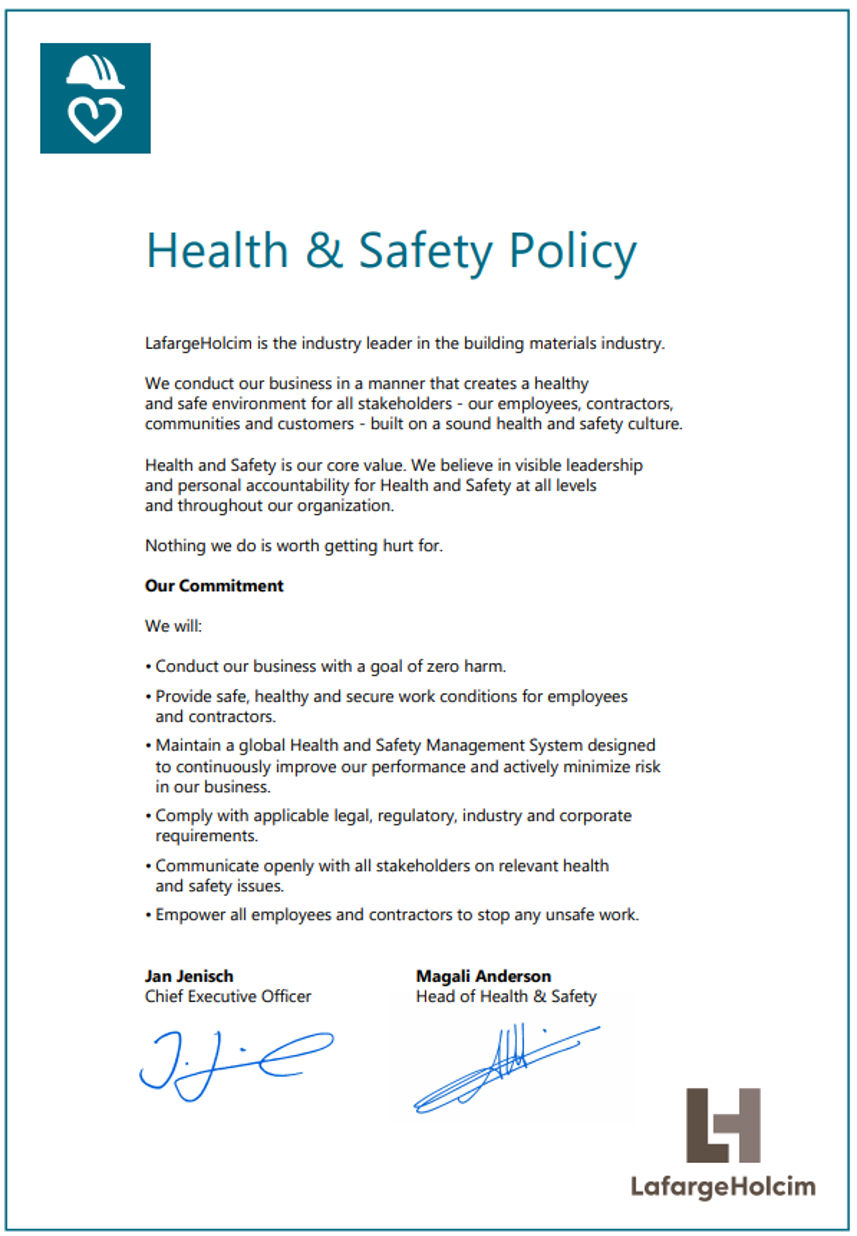 Health & Safety Policy
LafargeHolcim is the industry leader in the building materials industry.
We conduct our business in a manner that creates a healthy
and safe environment for all stakeholders - our employees, contractors,
communities and customers - built on a sound health and safety culture.
Health and Safety is our core value. We believe in visible leadership
and personal accountability for Health and Safety at all levels
and throughout our organization.
Nothing we do is worth getting hurt for.
Our Commitment
We will:
• Conduct our business with a goal of zero harm.
• Provide safe, healthy and secure work conditions for employees
and contractors.
• Maintain a global Health and Safety Management System designed
to continuously improve our performance and actively minimize risk
in our business.
• Comply with applicable legal, regulatory, industry and corporate
requirements.
• Communicate openly with all stakeholders on relevant health
and safety issues.
• Empower all employees and contractors to stop any unsafe work.
Jan Jenisch Magali Anderson
Chief Executive Officer Head of Health & Safety
LH
LafargeHolcim